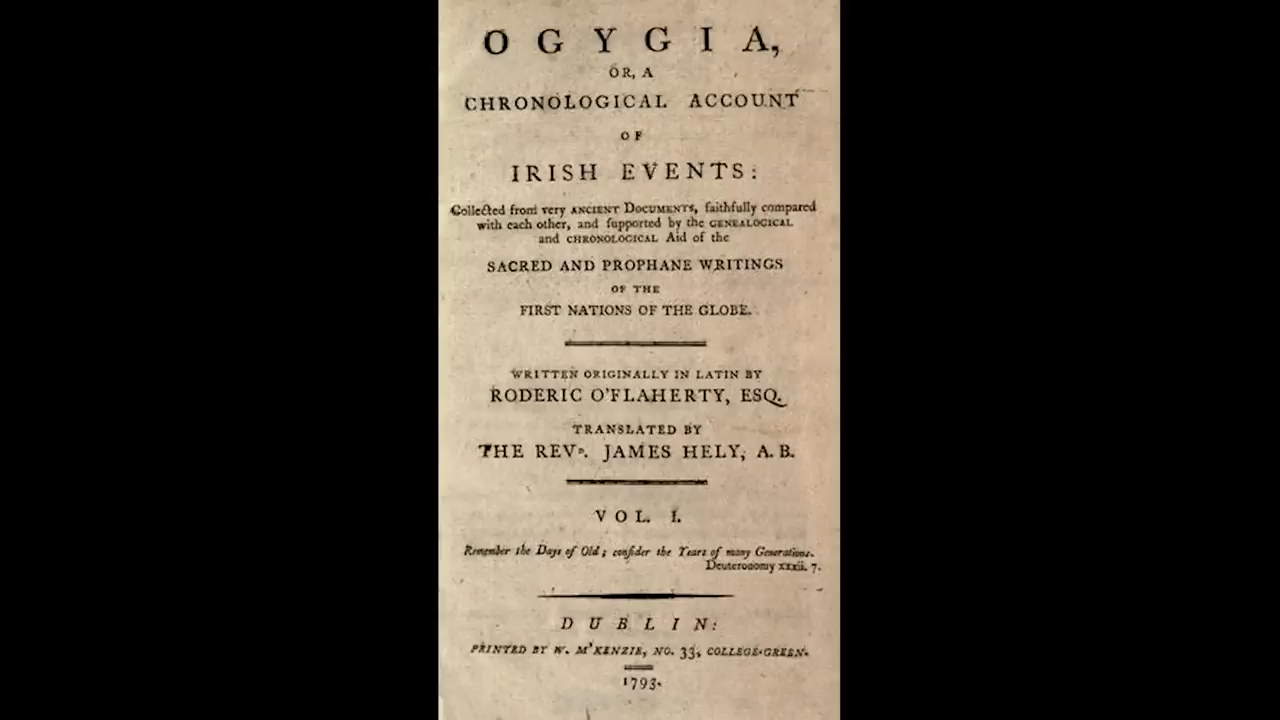 OGYGIA,
OR, A
CHRONOLOGICAL ACCOUNT
OF
IRISH EVENTS:
Collected from very ANCIENT DOCUMENTS, faithfully compared
with each other, and supported by the GENEALOGICAL
and CHRONOLOGICAL Aid of the
SACRED AND PROPHANE WRITINGS
OF THE
FIRST NATIONS OF THE GLOBE.
WRITTEN ORIGINALLY IN LATIN BY
RODERIC O'FLAHERTY, ESQ.
TRANSLATED BY
THE REVD. JAMES HELY, A. B.
VOL. I.
Remember the Days of Old; consider the Years of many Generations.
Deuteronomy xxxii. 7.
DUBLIN:
PRINTED BY W. M'KENZIE, NO. 33, COLLEGE-GREEN.
1793.